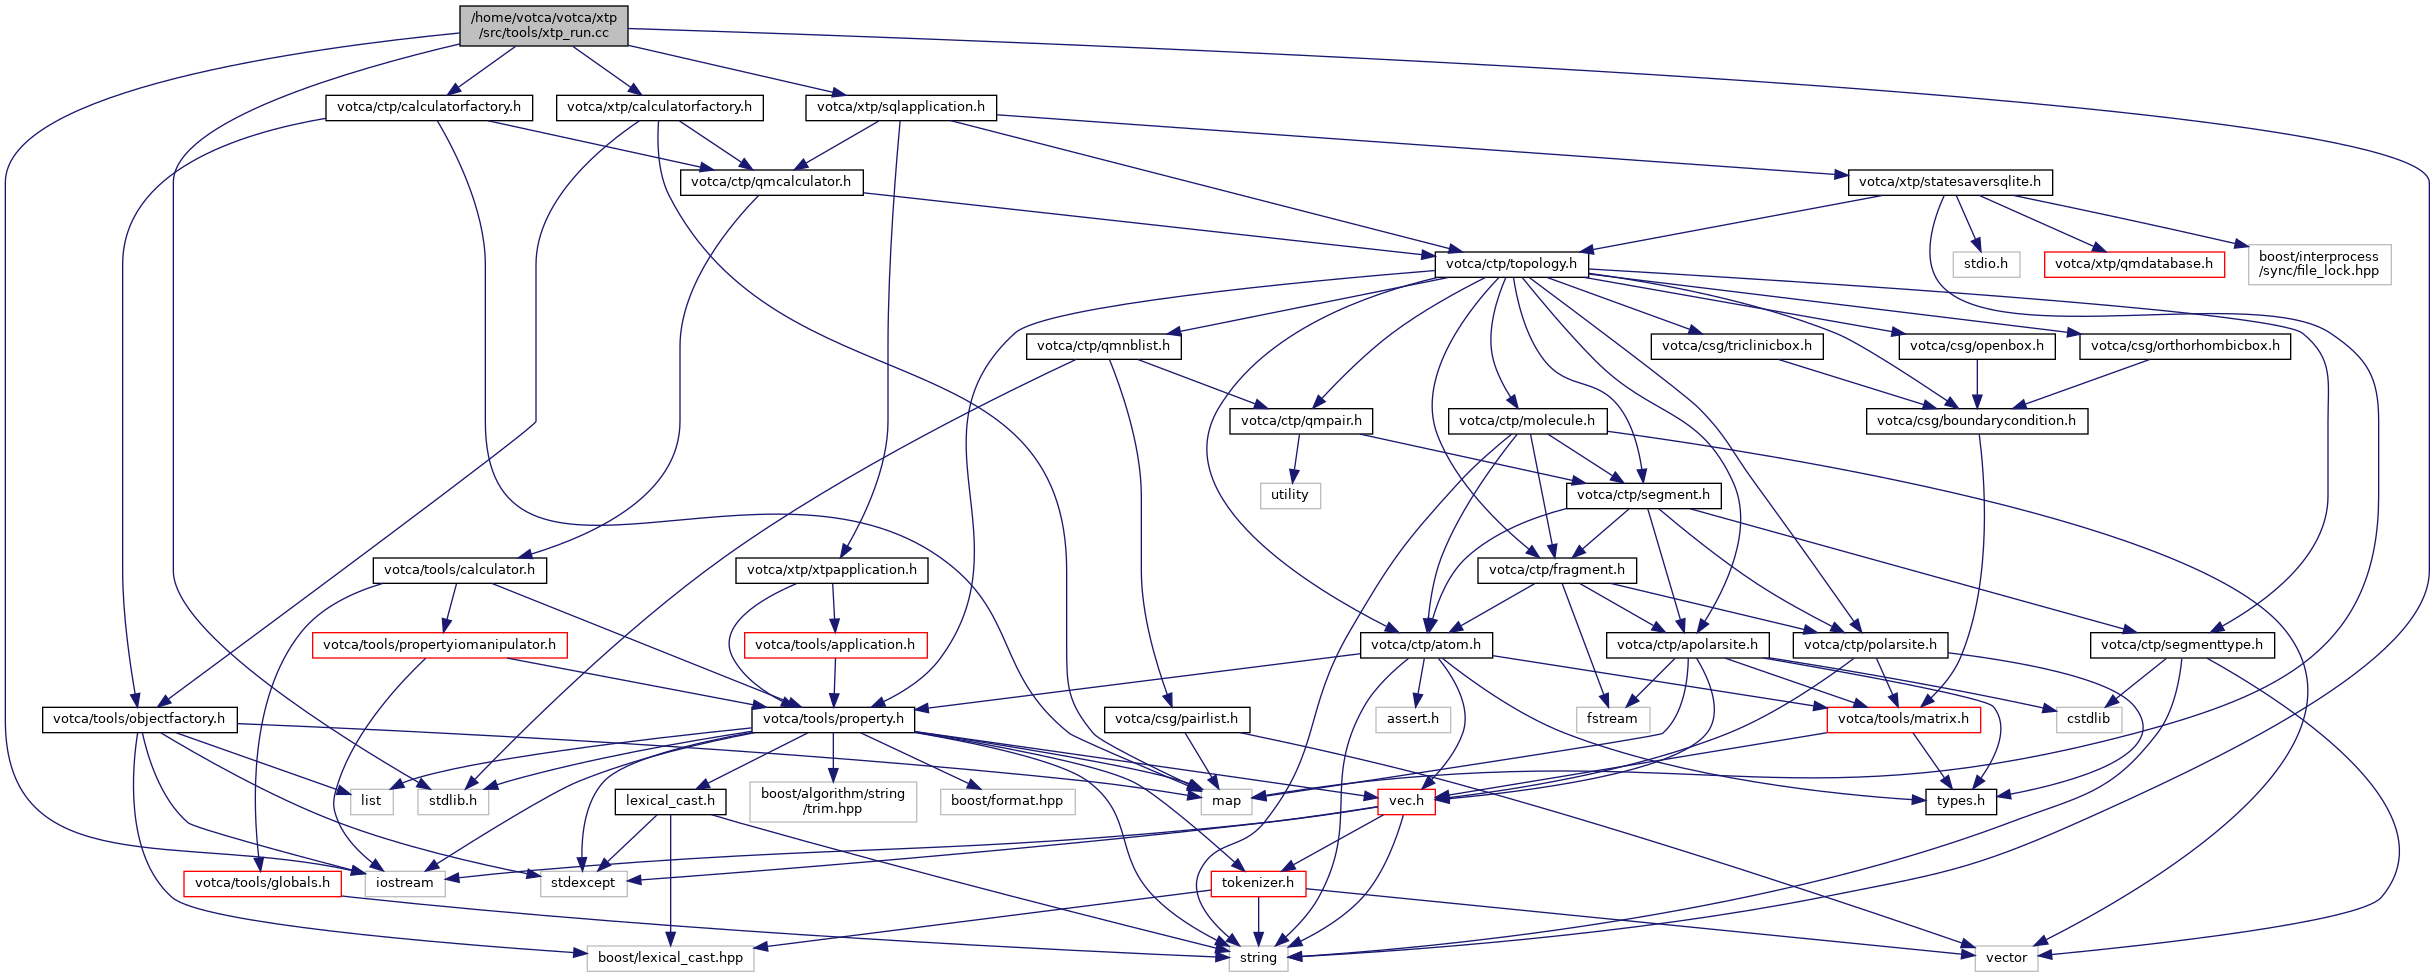 /home/votca/votca/xtp
/src/tools/xtp_run.cc
votca/ctp/calculatorfactory.h
votca/xtp/calculatorfactory.h
votca/xtp/sqlapplication.h
votca/ctp/qmcalculator.h
votca/xtp/statesaversqlite.h
votca/ctp/topology.h
stdio.h
votca/xtp/qmdatabase.h
boost/interprocess
/sync/file_lock.hpp
votca/ctp/qmnblist.h
votca/csg/triclinicbox.h
votca/csg/openbox.h
votca/csg/orthorhombicbox.h
votca/ctp/qmpair.h
votca/ctp/molecule.h
votca/csg/boundarycondition.h
utility
votca/ctp/segment.h
votca/tools/calculator.h
votca/xtp/xtpapplication.h
votca/ctp/fragment.h
votca/tools/propertyiomanipulator.h
votca/tools/application.h
votca/ctp/atom.h
votca/ctp/apolarsite.h
votca/ctp/polarsite.h
votca/ctp/segmenttype.h
votca/tools/objectfactory.h
votca/tools/property.h
votca/csg/pairlist.h
assert.h
fstream
votca/tools/matrix.h
cstdlib
list
stdlib.h
lexical_cast.h
boost/algorithm/string
/trim.hpp
boost/format.hpp
map
vec.h
types.h
votca/tools/globals.h
iostream
stdexcept
tokenizer.h
boost/lexical_cast.hpp
string
vector